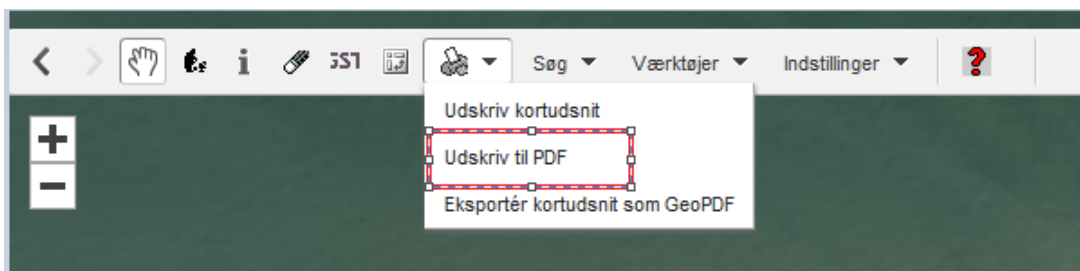 Søg
Værktøjer
Indstillinger
?
Udskriv kortudsnit
Udskriv til PDF
Eksportér kortudsnit som GeoPDF